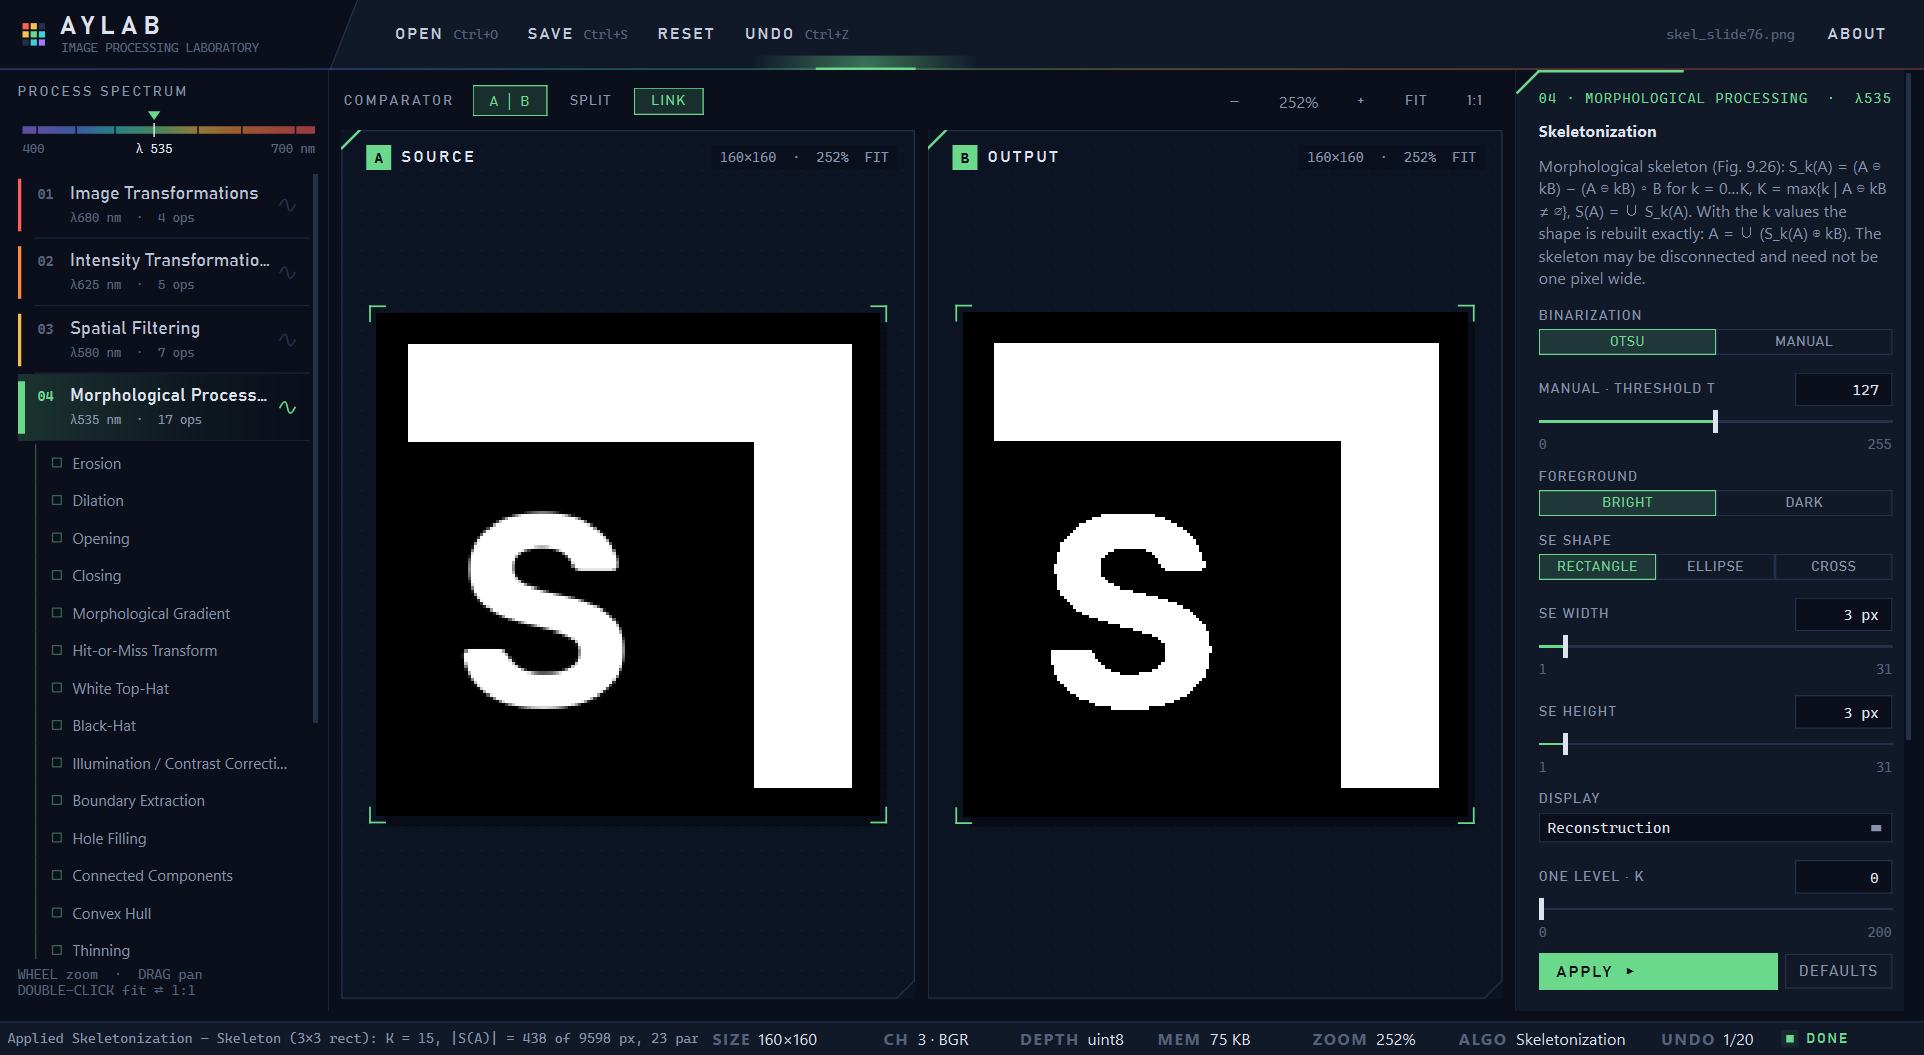 AYLAB
IMAGE PROCESSING LABORATORY
OPEN Ctrl+O SAVE Ctrl+S RESET UNDO Ctrl+Z
skel_slide76.png ABOUT
PROCESS SPECTRUM
400 λ 535 700 nm
01 Image Transformations
λ680 nm · 4 ops
02 Intensity Transformatio...
λ625 nm · 5 ops
03 Spatial Filtering
λ580 nm · 7 ops
04 Morphological Process...
λ535 nm · 17 ops
Erosion
Dilation
Opening
Closing
Morphological Gradient
Hit-or-Miss Transform
White Top-Hat
Black-Hat
Illumination / Contrast Correcti...
Boundary Extraction
Hole Filling
Connected Components
Convex Hull
Thinning
WHEEL zoom · DRAG pan
DOUBLE-CLICK fit ⇄ 1:1
COMPARATOR A | B SPLIT LINK
− 252% + FIT 1:1
A SOURCE 160×160 · 252% FIT
S
B OUTPUT 160×160 · 252% FIT
S
04 · MORPHOLOGICAL PROCESSING · λ535
Skeletonization
Morphological skeleton (Fig. 9.26): S_k(A) = (A ⊖
kB) − (A ⊖ kB) ∘ B for k = 0...K, K = max{k | A ⊖ kB
≠ ∅}, S(A) = ∪ S_k(A). With the k values the
shape is rebuilt exactly: A = ∪ (S_k(A) ⊕ kB). The
skeleton may be disconnected and need not be
one pixel wide.
BINARIZATION
OTSU MANUAL
MANUAL · THRESHOLD T 127
0 255
FOREGROUND
BRIGHT DARK
SE SHAPE
RECTANGLE ELLIPSE CROSS
SE WIDTH 3 px
1 31
SE HEIGHT 3 px
1 31
DISPLAY
Reconstruction
ONE LEVEL · K 0
0 200
APPLY ▸ DEFAULTS
Applied Skeletonization — Skeleton (3×3 rect): K = 15, |S(A)| = 438 of 9598 px, 23 par SIZE 160×160 CH 3 · BGR DEPTH uint8 MEM 75 KB ZOOM 252% ALGO Skeletonization UNDO 1/20 DONE